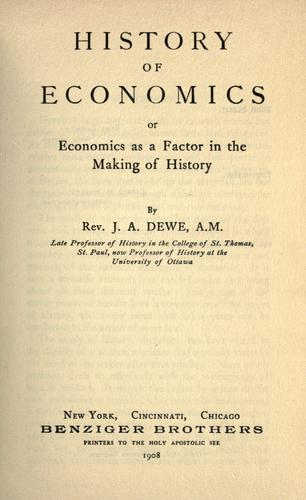 HISTORY
OF
ECONOMICS
or
Economics as a Factor in the
Making of History
By
Rev. J. A. DEWE, A.M.
Late Professor of History in the College of St. Thomas,
St. Paul, now Professor of History at the
University of Ottawa
New York, Cincinnati, Chicago
BENZIGER BROTHERS
PRINTERS TO THE HOLY APOSTOLIC SEE
1908